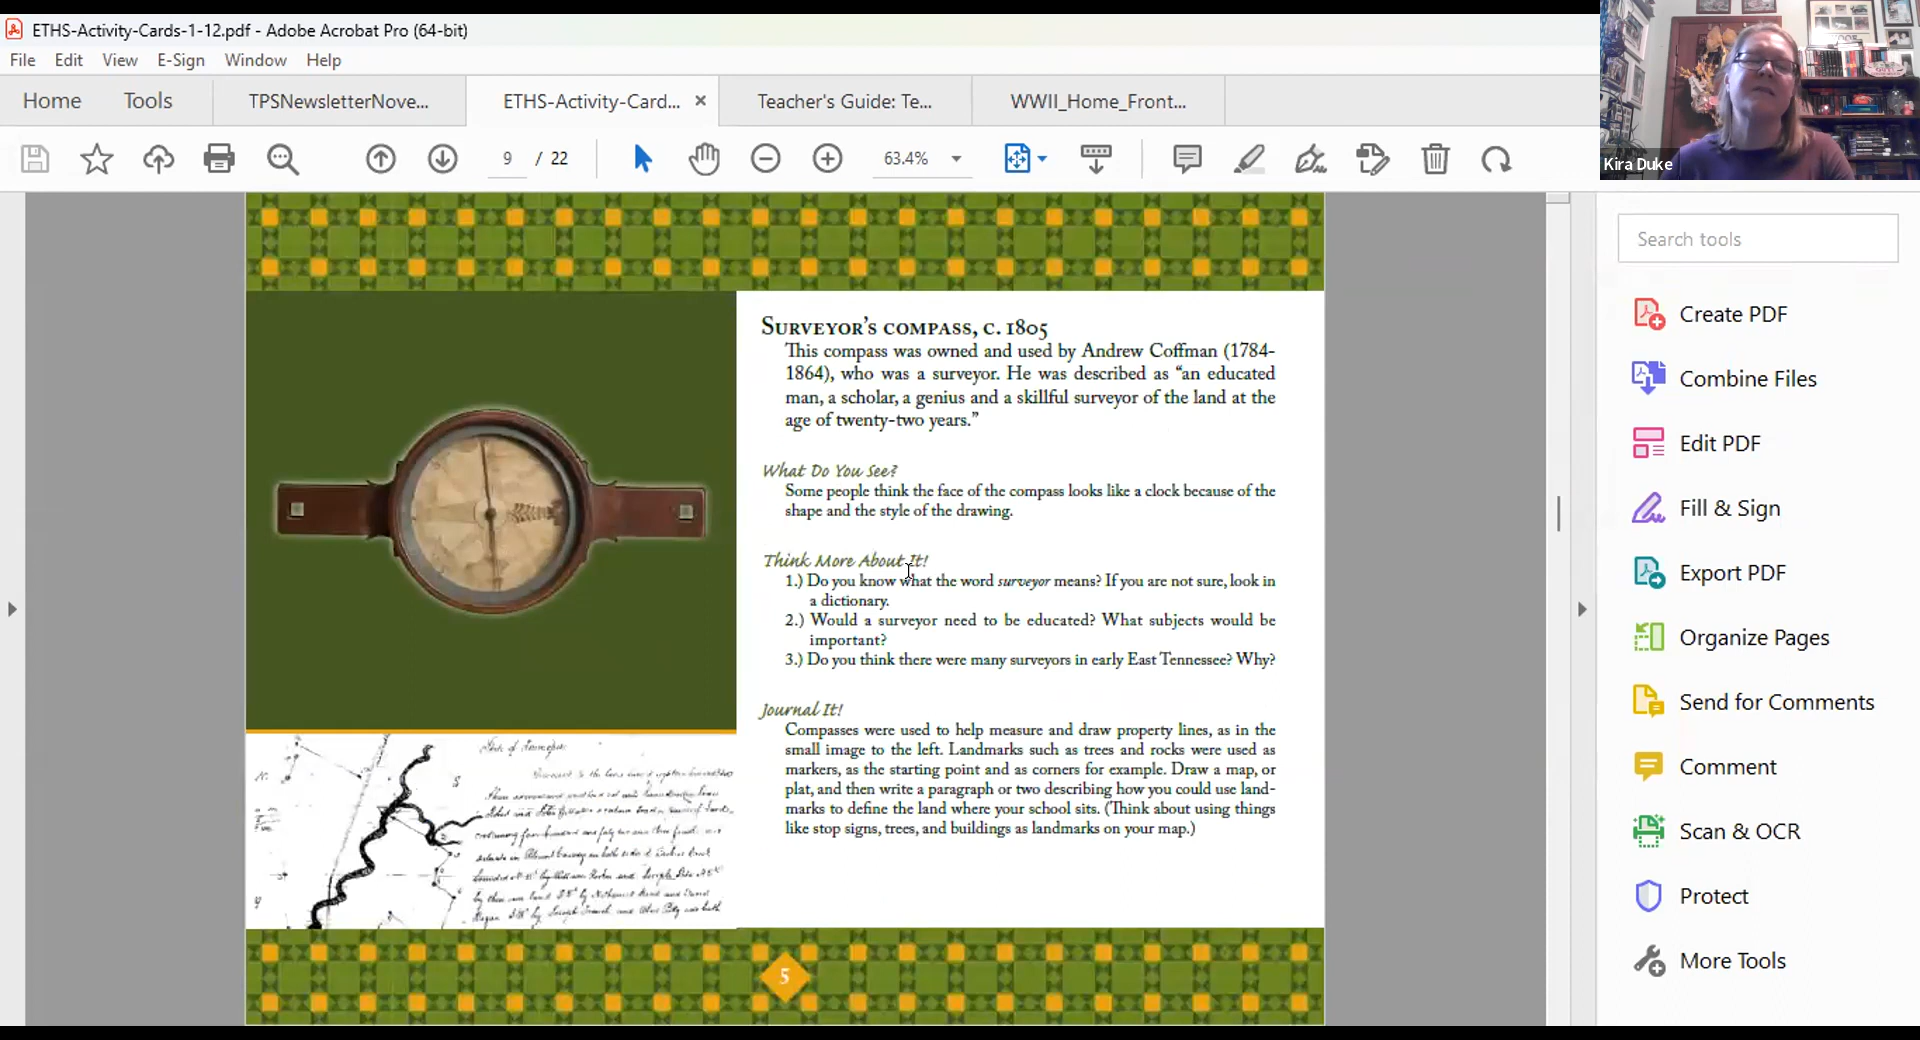 ETHS-Activity-Cards-1-12.pdf - Adobe Acrobat Pro (64-bit)
File Edit View E-Sign Window Help
Home Tools TPSNewsletterNove... ETHS-Activity-Card... × Teacher's Guide: Te... WWII_Home_Front...
9 / 22 63.4%
Kira Duke
SURVEYOR'S COMPASS, C. 1805
This compass was owned and used by Andrew Coffman (1784-
1864), who was a surveyor. He was described as “an educated
man, a scholar, a genius and a skillful surveyor of the land at the
age of twenty-two years.”
What Do You See?
Some people think the face of the compass looks like a clock because of the
shape and the style of the drawing.
Think More About It!
1.) Do you know what the word surveyor means? If you are not sure, look in
a dictionary.
2.) Would a surveyor need to be educated? What subjects would be
important?
3.) Do you think there were many surveyors in early East Tennessee? Why?
Journal It!
Compasses were used to help measure and draw property lines, as in the
small image to the left. Landmarks such as trees and rocks were used as
markers, as the starting point and as corners for example. Draw a map, or
plat, and then write a paragraph or two describing how you could use land-
marks to define the land where your school sits. (Think about using things
like stop signs, trees, and buildings as landmarks on your map.)
5
Search tools
Create PDF
Combine Files
Edit PDF
Fill & Sign
Export PDF
Organize Pages
Send for Comments
Comment
Scan & OCR
Protect
More Tools